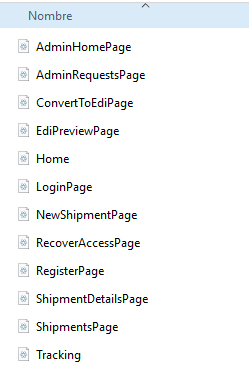 Nombre
AdminHomePage
AdminRequestsPage
ConvertToEdiPage
EdiPreviewPage
Home
LoginPage
NewShipmentPage
RecoverAccessPage
RegisterPage
ShipmentDetailsPage
ShipmentsPage
Tracking